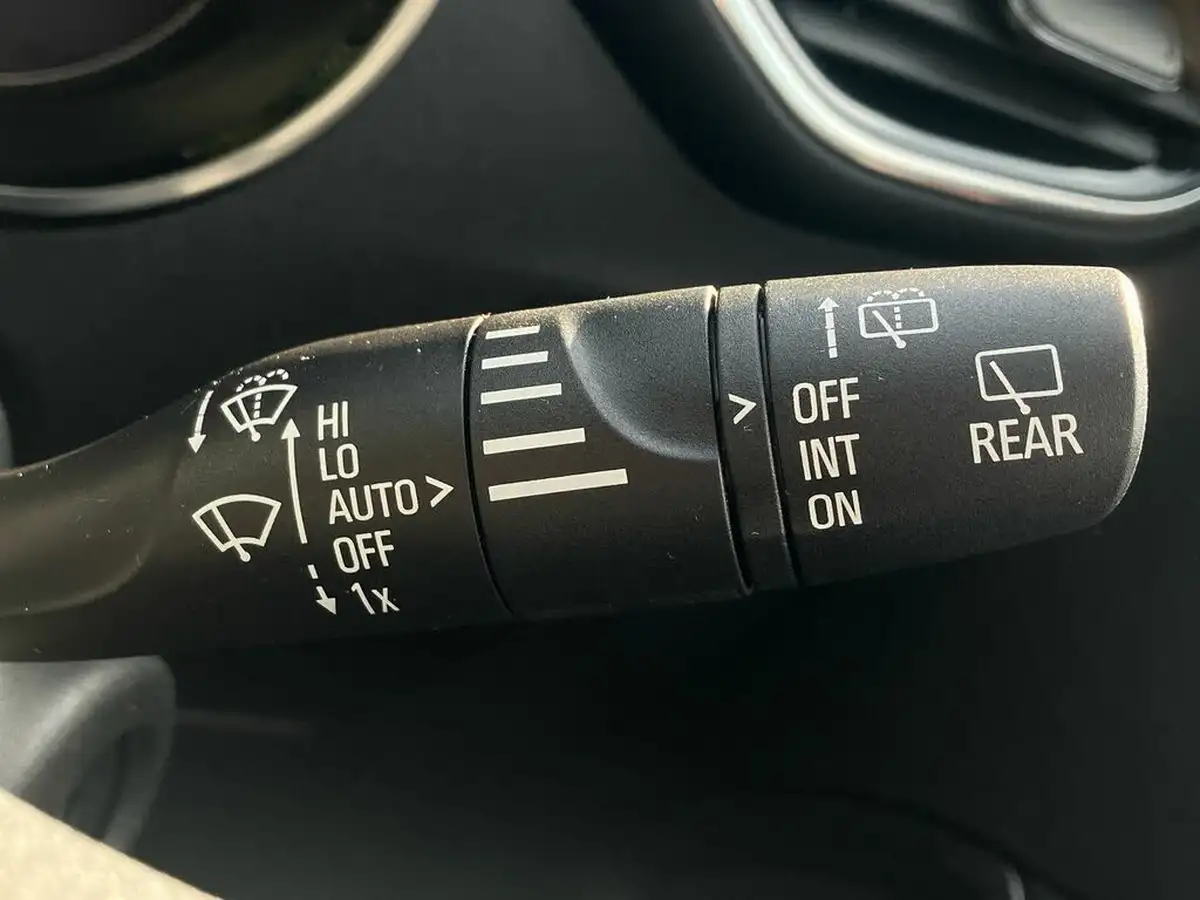 HI
LO
AUTO >
OFF
1x
>
OFF
INT
ON
REAR